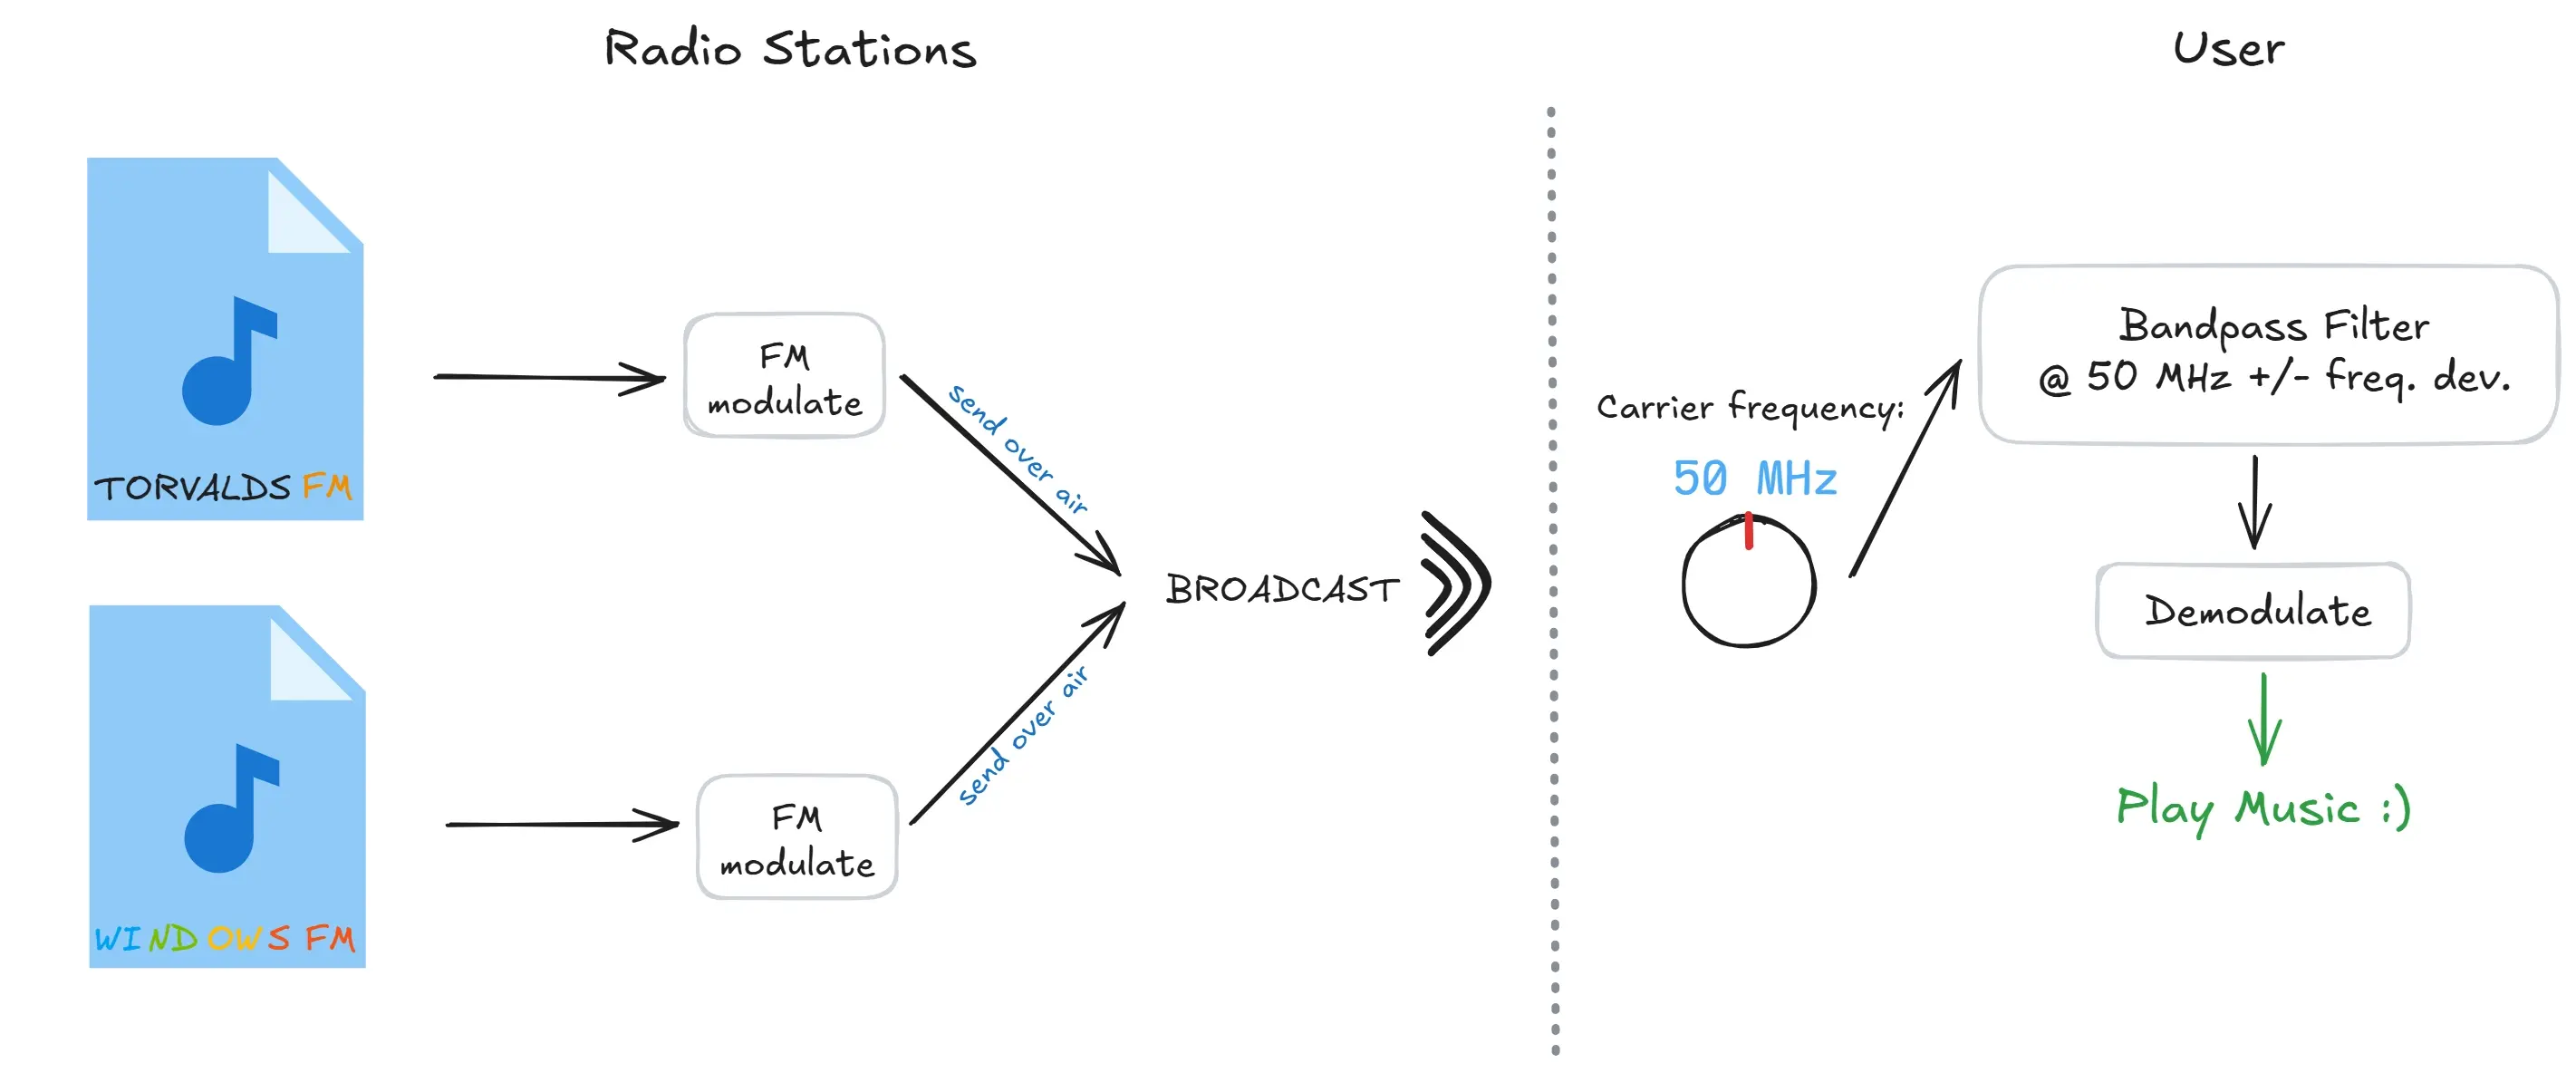 Radio Stations
User
TORVALDS FM
FM
modulate
send over air
WINDOWS FM
FM
modulate
send over air
BROADCAST
Carrier frequency:
50 MHz
Bandpass Filter
@ 50 MHz +/- freq. dev.
Demodulate
Play Music :)